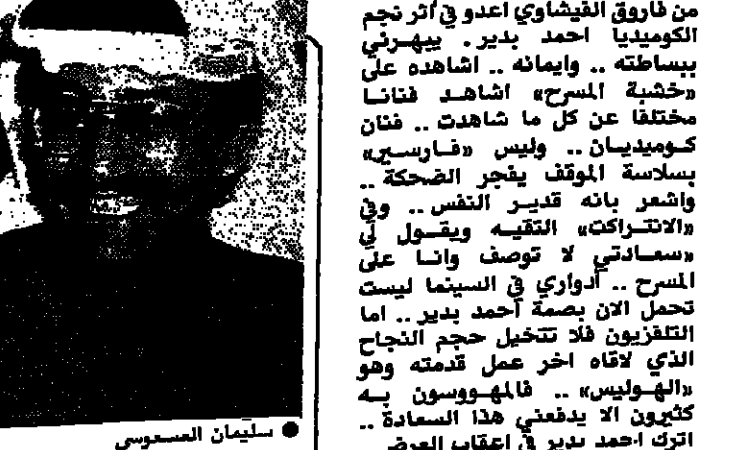 من فاروق الفيشاوي اعدو في اثر نجم
الكوميديا احمد بدير . يبهرني
ببساطته .. وايمانه .. اشاهده على
«خشبة المسرح» اشاهد فنانا
مختلفا عن كل ما شاهدت .. فنان
كوميديان .. وليس «فارسير»
بسلاسة الموقف يفجر الضحكة ..
واشعر بانه قدير النفس .. وفي
«الانتراكت» التقيه ويقول لي
«سعادتي لا توصف وانا على
المسرح .. أدواري في السينما ليست
تحمل الان بصمة أحمد بدير .. اما
التلفزيون فلا تتخيل حجم النجاح
الذي لاقاه اخر عمل قدمته وهو
«الهوليس» .. فالمهووسون به
كثيرون الا يدفعني هذا السعادة ..
اترك احمد بدير في اعقاب العرض
● سليمان العسعوسي